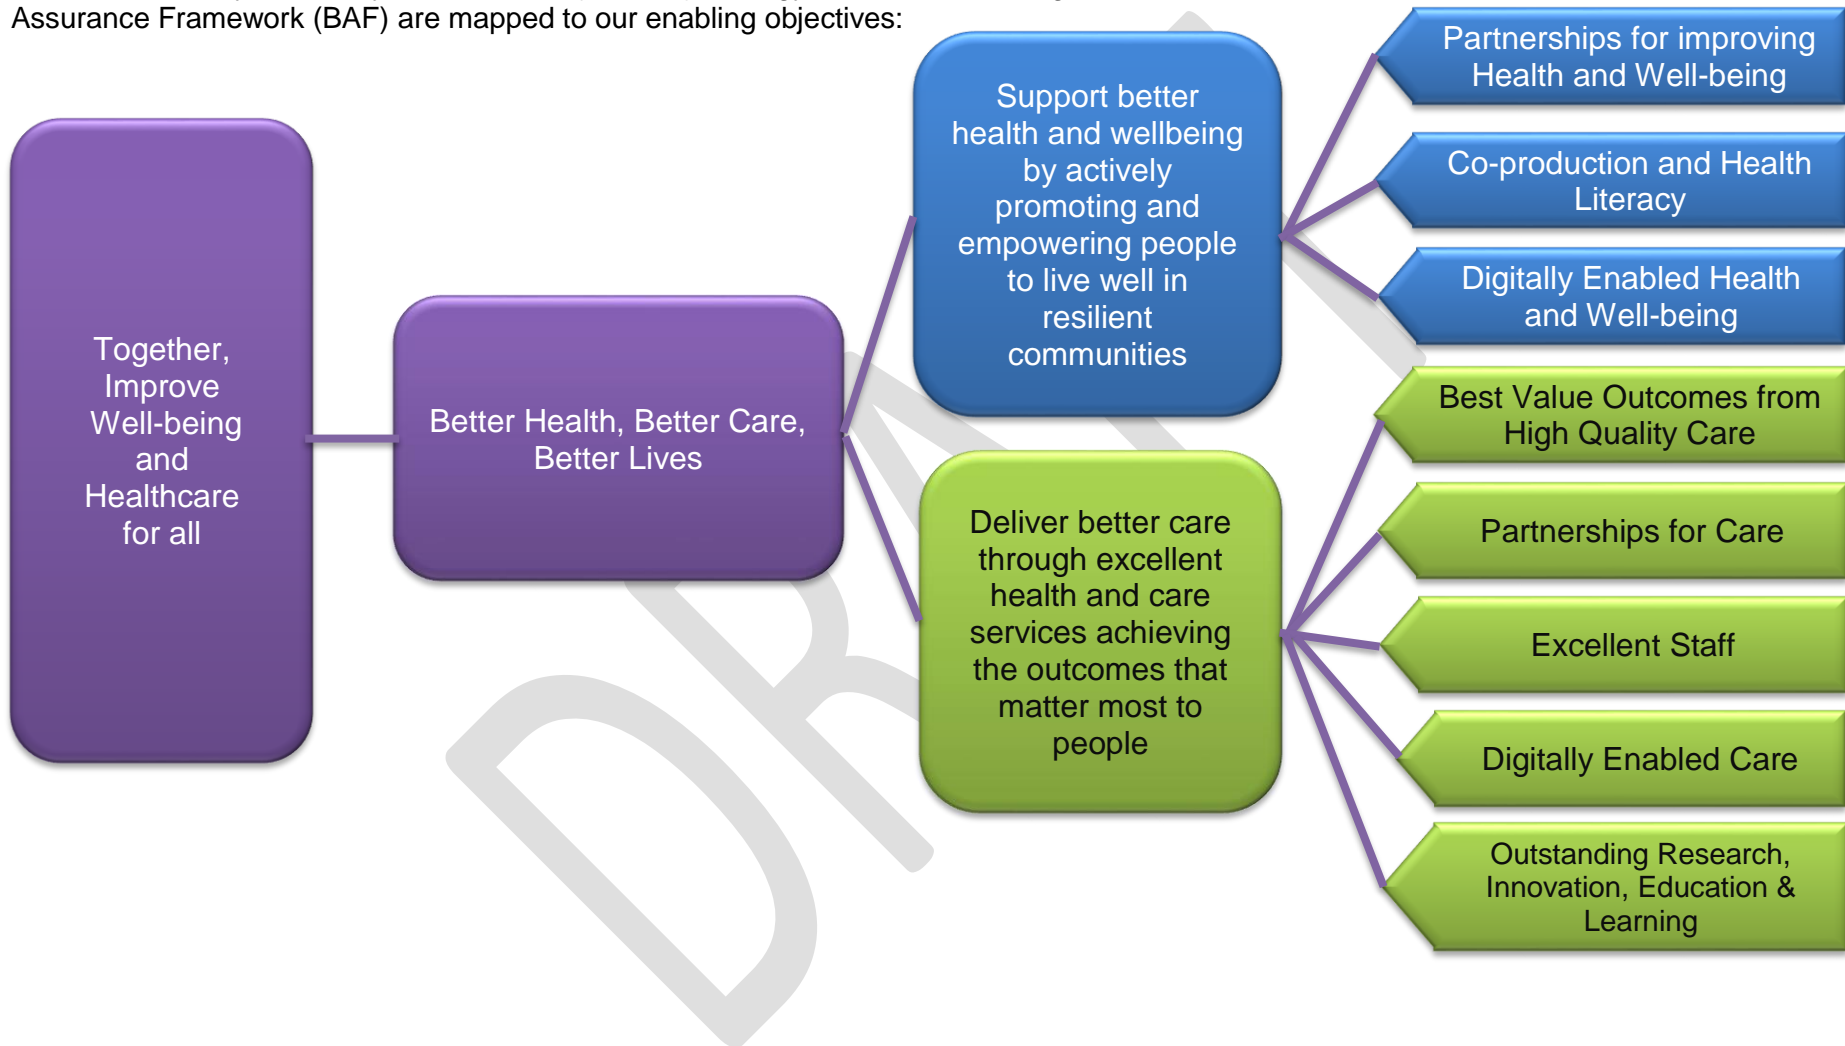 Assurance Framework (BAF) are mapped to our enabling objectives:
Together,
Improve
Well-being
and
Healthcare
for all
Better Health, Better Care,
Better Lives
Support better
health and wellbeing
by actively
promoting and
empowering people
to live well in
resilient
communities
Deliver better care
through excellent
health and care
services achieving
the outcomes that
matter most to
people
Partnerships for improving
Health and Well-being
Co-production and Health
Literacy
Digitally Enabled Health
and Well-being
Best Value Outcomes from
High Quality Care
Partnerships for Care
Excellent Staff
Digitally Enabled Care
Outstanding Research,
Innovation, Education &
Learning
DRAFT